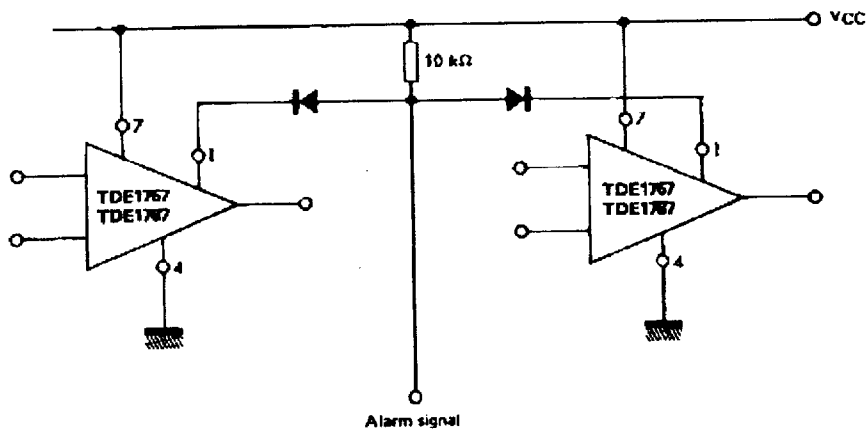 VCC
10 kΩ
7
1
7
1
TDE1767
TDE1787
TDE1767
TDE1787
4
4
Alarm signal